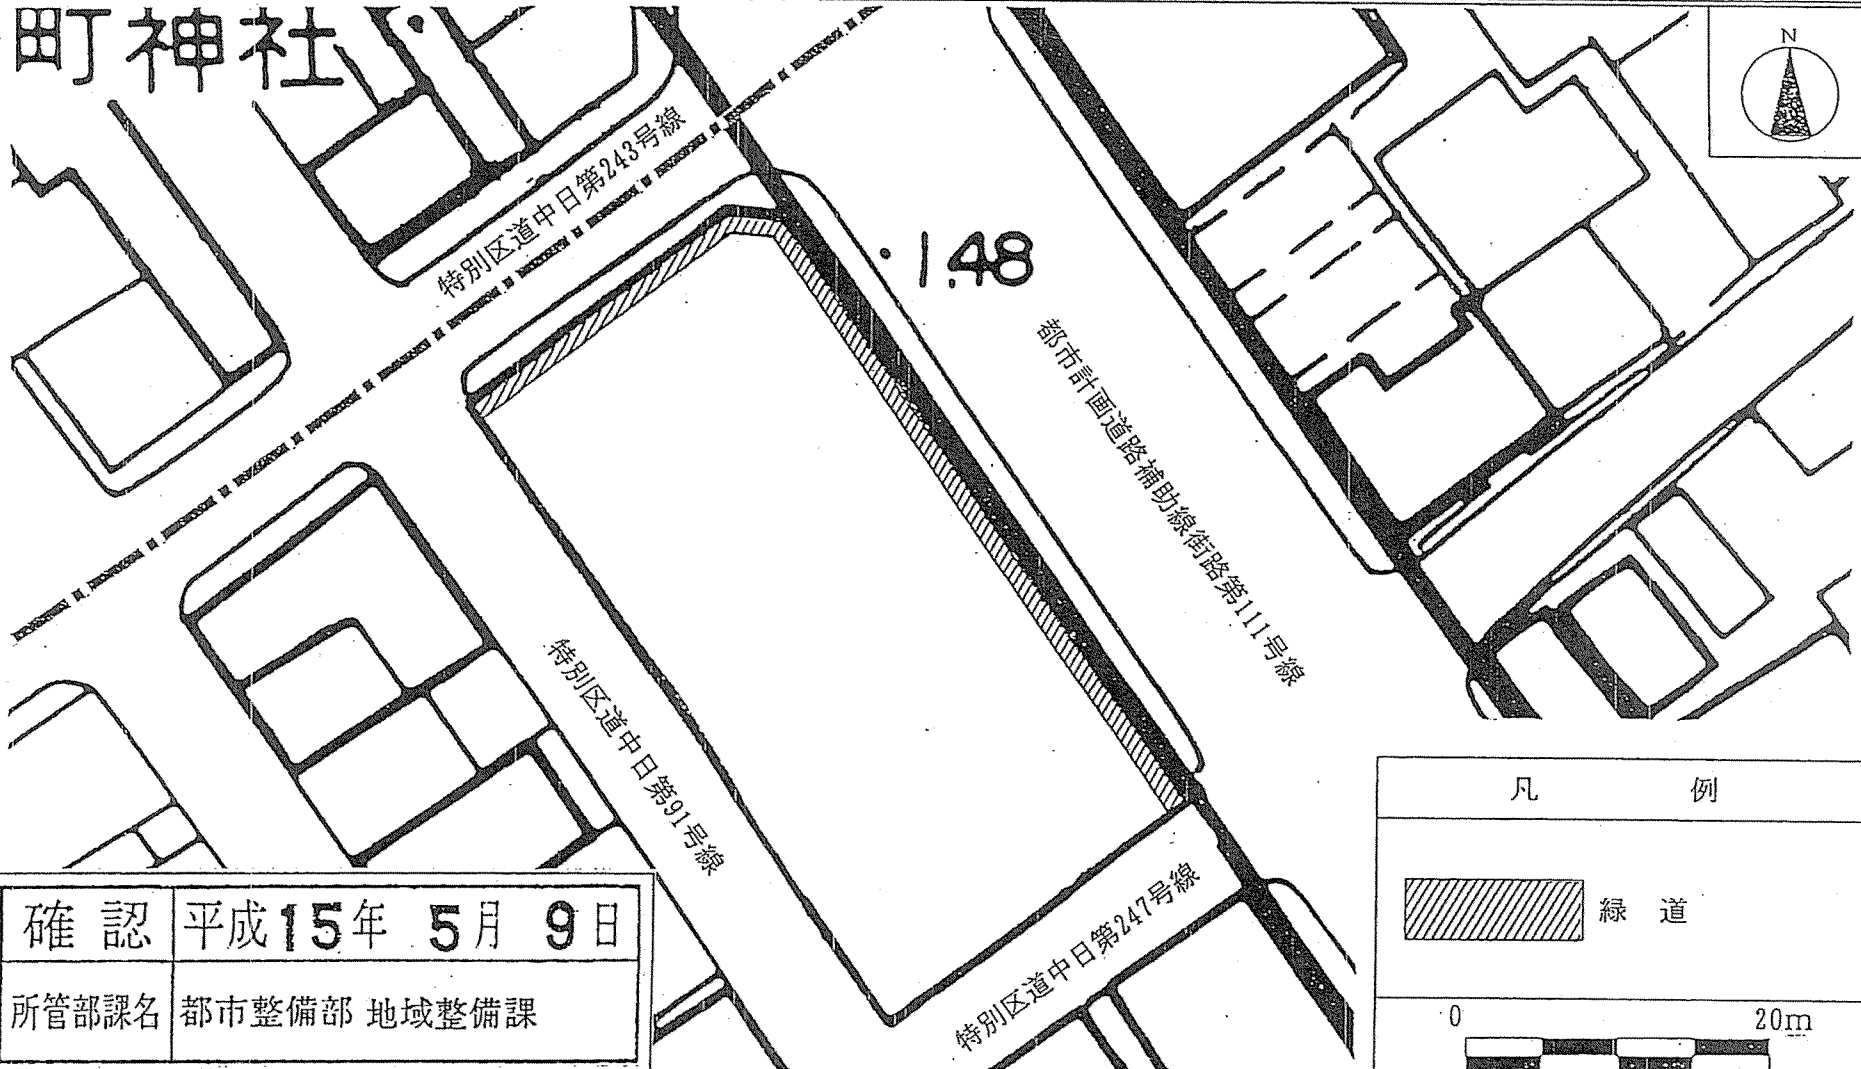 町神社
N
特別区道中日第243号線
1.48
都市計画道路補助線街路第111号線
特別区道中日第91号線
特別区道中日第247号線
凡 例
緑 道
0 20m
確 認 平成15年 5月 9日
所管部課名 都市整備部 地域整備課